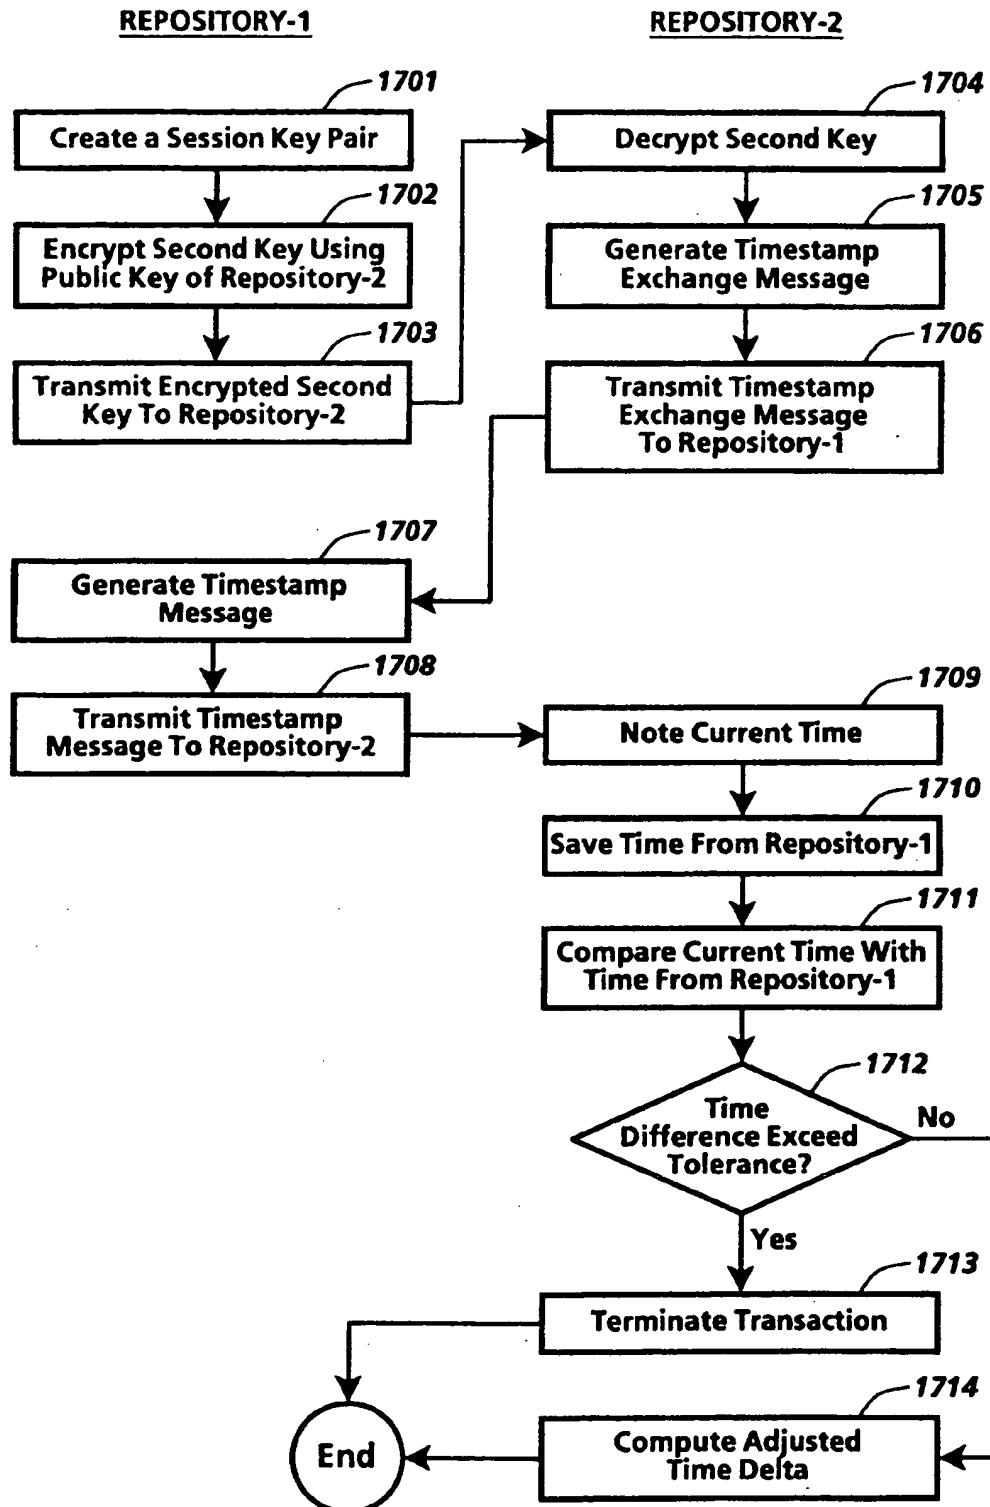 REPOSITORY-1
REPOSITORY-2
1701
Create a Session Key Pair
1702
Encrypt Second Key Using
Public Key of Repository-2
1703
Transmit Encrypted Second
Key To Repository-2
1704
Decrypt Second Key
1705
Generate Timestamp
Exchange Message
1706
Transmit Timestamp
Exchange Message
To Repository-1
1707
Generate Timestamp
Message
1708
Transmit Timestamp
Message To Repository-2
1709
Note Current Time
1710
Save Time From Repository-1
1711
Compare Current Time With
Time From Repository-1
1712
Time
Difference Exceed
Tolerance?
No
Yes
1713
Terminate Transaction
1714
Compute Adjusted
Time Delta
End